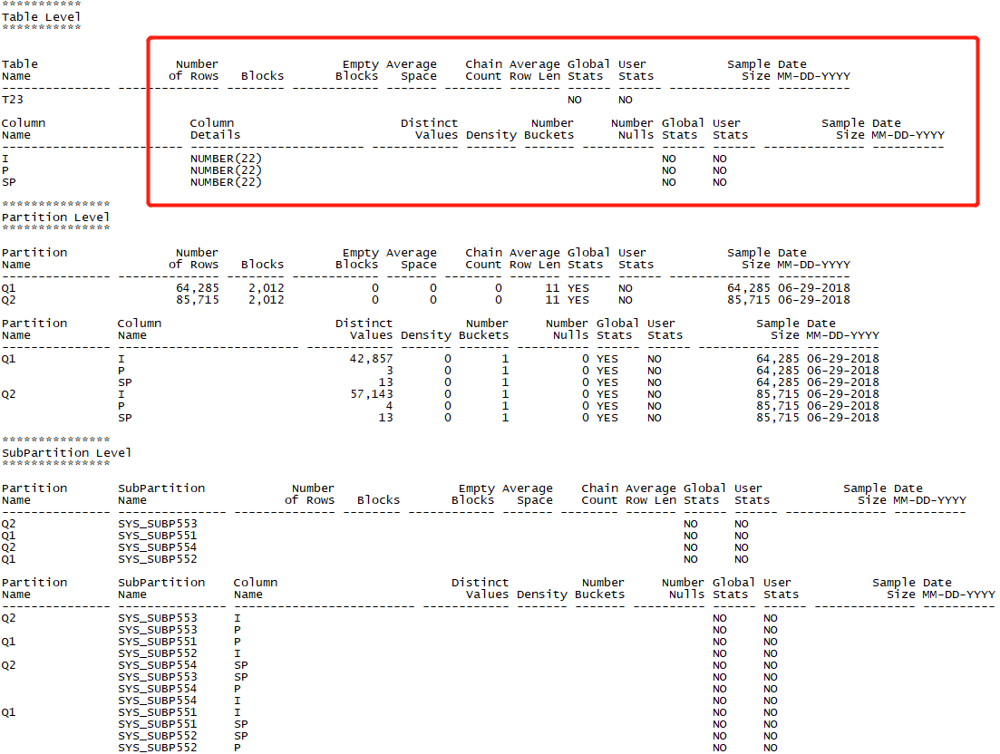 ***********
Table Level
***********
Table Number Empty Average Chain Average Global User Sample Date
Name of Rows Blocks Blocks Space Count Row Len Stats Stats Size MM-DD-YYYY
--------------- -------------- -------- ------------ ------- -------- ------- ------ ------ -------------- ----------
T23 NO NO
Column Column Distinct Number Number Global User Sample Date
Name Details Values Density Buckets Nulls Stats Stats Size MM-DD-YYYY
------------------------- ------------------------ ------------ ------- ------- ---------- ------ ------ -------------- ----------
I NUMBER(22) NO NO
P NUMBER(22) NO NO
SP NUMBER(22) NO NO
***************
Partition Level
***************
Partition Number Empty Average Chain Average Global User Sample Date
Name of Rows Blocks Blocks Space Count Row Len Stats Stats Size MM-DD-YYYY
--------------- -------------- -------- ------------ ------- -------- ------- ------ ------ -------------- ----------
Q1 64,285 2,012 0 0 0 11 YES NO 64,285 06-29-2018
Q2 85,715 2,012 0 0 0 11 YES NO 85,715 06-29-2018
Partition Column Distinct Number Number Global User Sample Date
Name Name Values Density Buckets Nulls Stats Stats Size MM-DD-YYYY
--------------- ------------------------- ------------ ------- ------- ---------- ------ ------ -------------- ----------
Q1 I 42,857 0 1 0 YES NO 64,285 06-29-2018
P 3 0 1 0 YES NO 64,285 06-29-2018
SP 13 0 1 0 YES NO 64,285 06-29-2018
Q2 I 57,143 0 1 0 YES NO 85,715 06-29-2018
P 4 0 1 0 YES NO 85,715 06-29-2018
SP 13 0 1 0 YES NO 85,715 06-29-2018
***************
SubPartition Level
***************
Partition SubPartition Number Empty Average Chain Average Global User Sample Date
Name Name of Rows Blocks Blocks Space Count Row Len Stats Stats Size MM-DD-YYYY
--------------- --------------- -------------- -------- ------------ ------- -------- ------- ------ ------ -------------- ----------
Q2 SYS_SUBP553 NO NO
Q1 SYS_SUBP551 NO NO
Q2 SYS_SUBP554 NO NO
Q1 SYS_SUBP552 NO NO
Partition SubPartition Column Distinct Number Number Global User Sample Date
Name Name Name Values Density Buckets Nulls Stats Stats Size MM-DD-YYYY
--------------- --------------- ------------------------- ------------ ------- ------- ---------- ------ ------ -------------- ----------
Q2 SYS_SUBP553 I NO NO
SYS_SUBP553 P NO NO
Q1 SYS_SUBP551 P NO NO
SYS_SUBP552 I NO NO
Q2 SYS_SUBP554 SP NO NO
SYS_SUBP553 SP NO NO
SYS_SUBP554 P NO NO
SYS_SUBP554 I NO NO
Q1 SYS_SUBP551 I NO NO
SYS_SUBP551 SP NO NO
SYS_SUBP552 SP NO NO
SYS_SUBP552 P NO NO